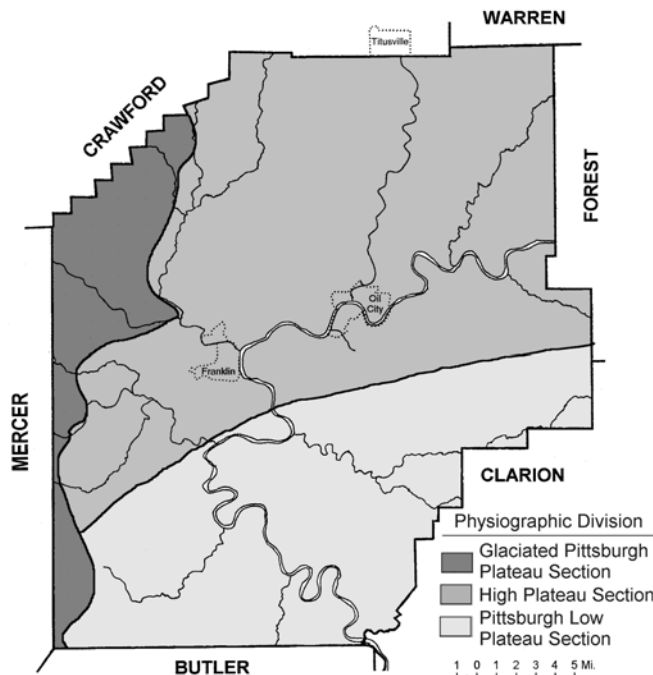 WARREN
Titusville
CRAWFORD
FOREST
Oil
City
Franklin
MERCER
CLARION
Physiographic Division
Glaciated Pittsburgh
Plateau Section
High Plateau Section
Pittsburgh Low
Plateau Section
1 0 1 2 3 4 5 Mi.
BUTLER